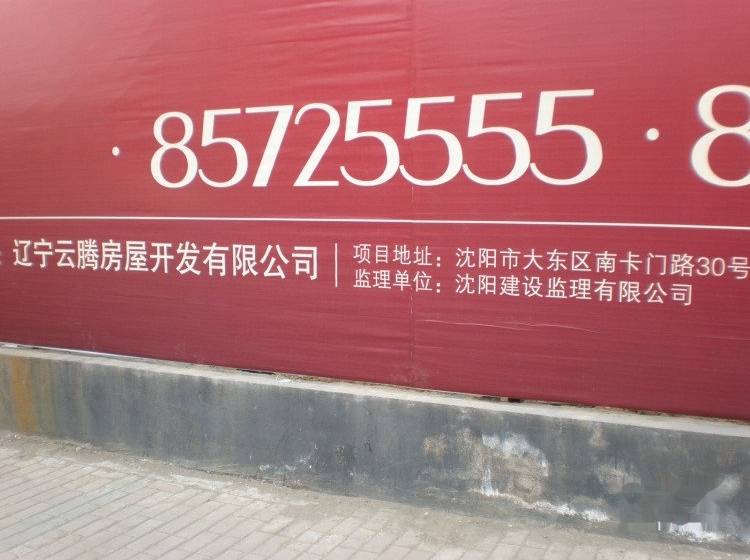 ·85725555·8
辽宁云腾房屋开发有限公司
项目地址：沈阳市大东区南卡门路30号
监理单位：沈阳建设监理有限公司